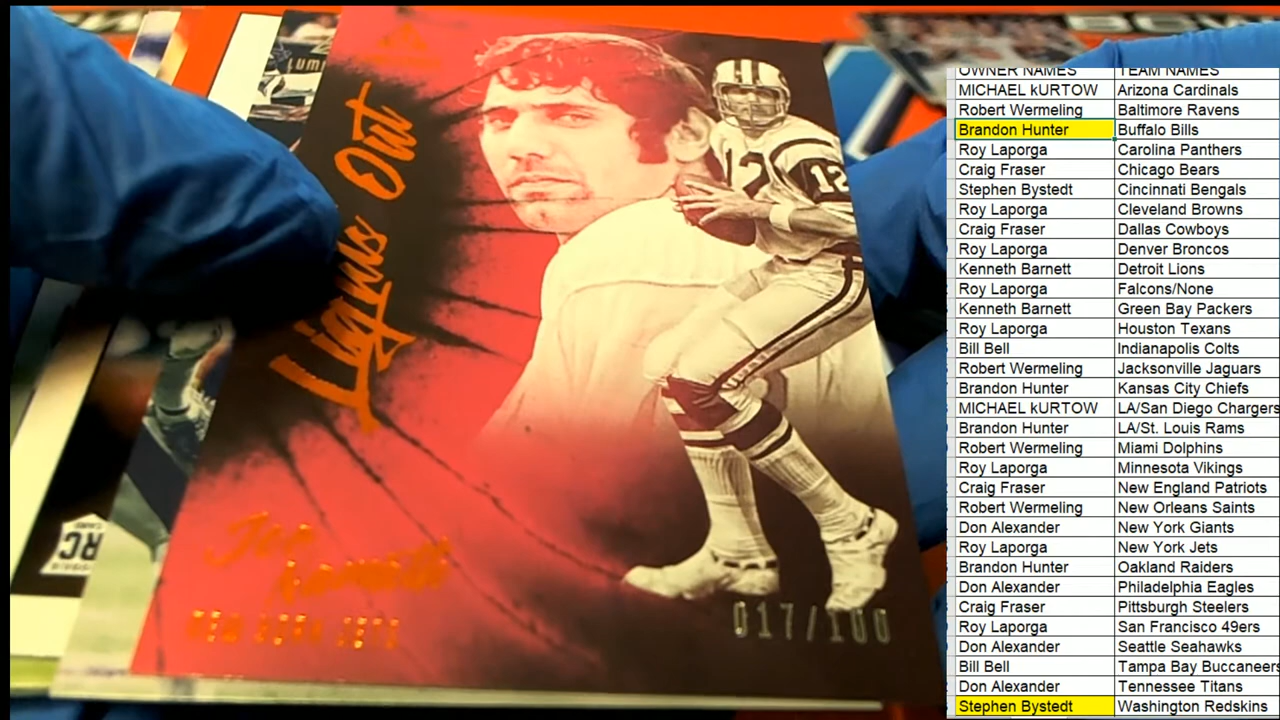 Lights Out
LUMI
12
12
Joe Namath
NEW YORK JETS
017/100
RC
OWNER NAMES TEAM NAMES
MICHAEL kURTOW Arizona Cardinals
Robert Wermeling Baltimore Ravens
Brandon Hunter Buffalo Bills
Roy Laporga Carolina Panthers
Craig Fraser Chicago Bears
Stephen Bystedt Cincinnati Bengals
Roy Laporga Cleveland Browns
Craig Fraser Dallas Cowboys
Roy Laporga Denver Broncos
Kenneth Barnett Detroit Lions
Roy Laporga Falcons/None
Kenneth Barnett Green Bay Packers
Roy Laporga Houston Texans
Bill Bell Indianapolis Colts
Robert Wermeling Jacksonville Jaguars
Brandon Hunter Kansas City Chiefs
MICHAEL kURTOW LA/San Diego Chargers
Brandon Hunter LA/St. Louis Rams
Robert Wermeling Miami Dolphins
Roy Laporga Minnesota Vikings
Craig Fraser New England Patriots
Robert Wermeling New Orleans Saints
Don Alexander New York Giants
Roy Laporga New York Jets
Brandon Hunter Oakland Raiders
Don Alexander Philadelphia Eagles
Craig Fraser Pittsburgh Steelers
Roy Laporga San Francisco 49ers
Don Alexander Seattle Seahawks
Bill Bell Tampa Bay Buccaneers
Don Alexander Tennessee Titans
Stephen Bystedt Washington Redskins